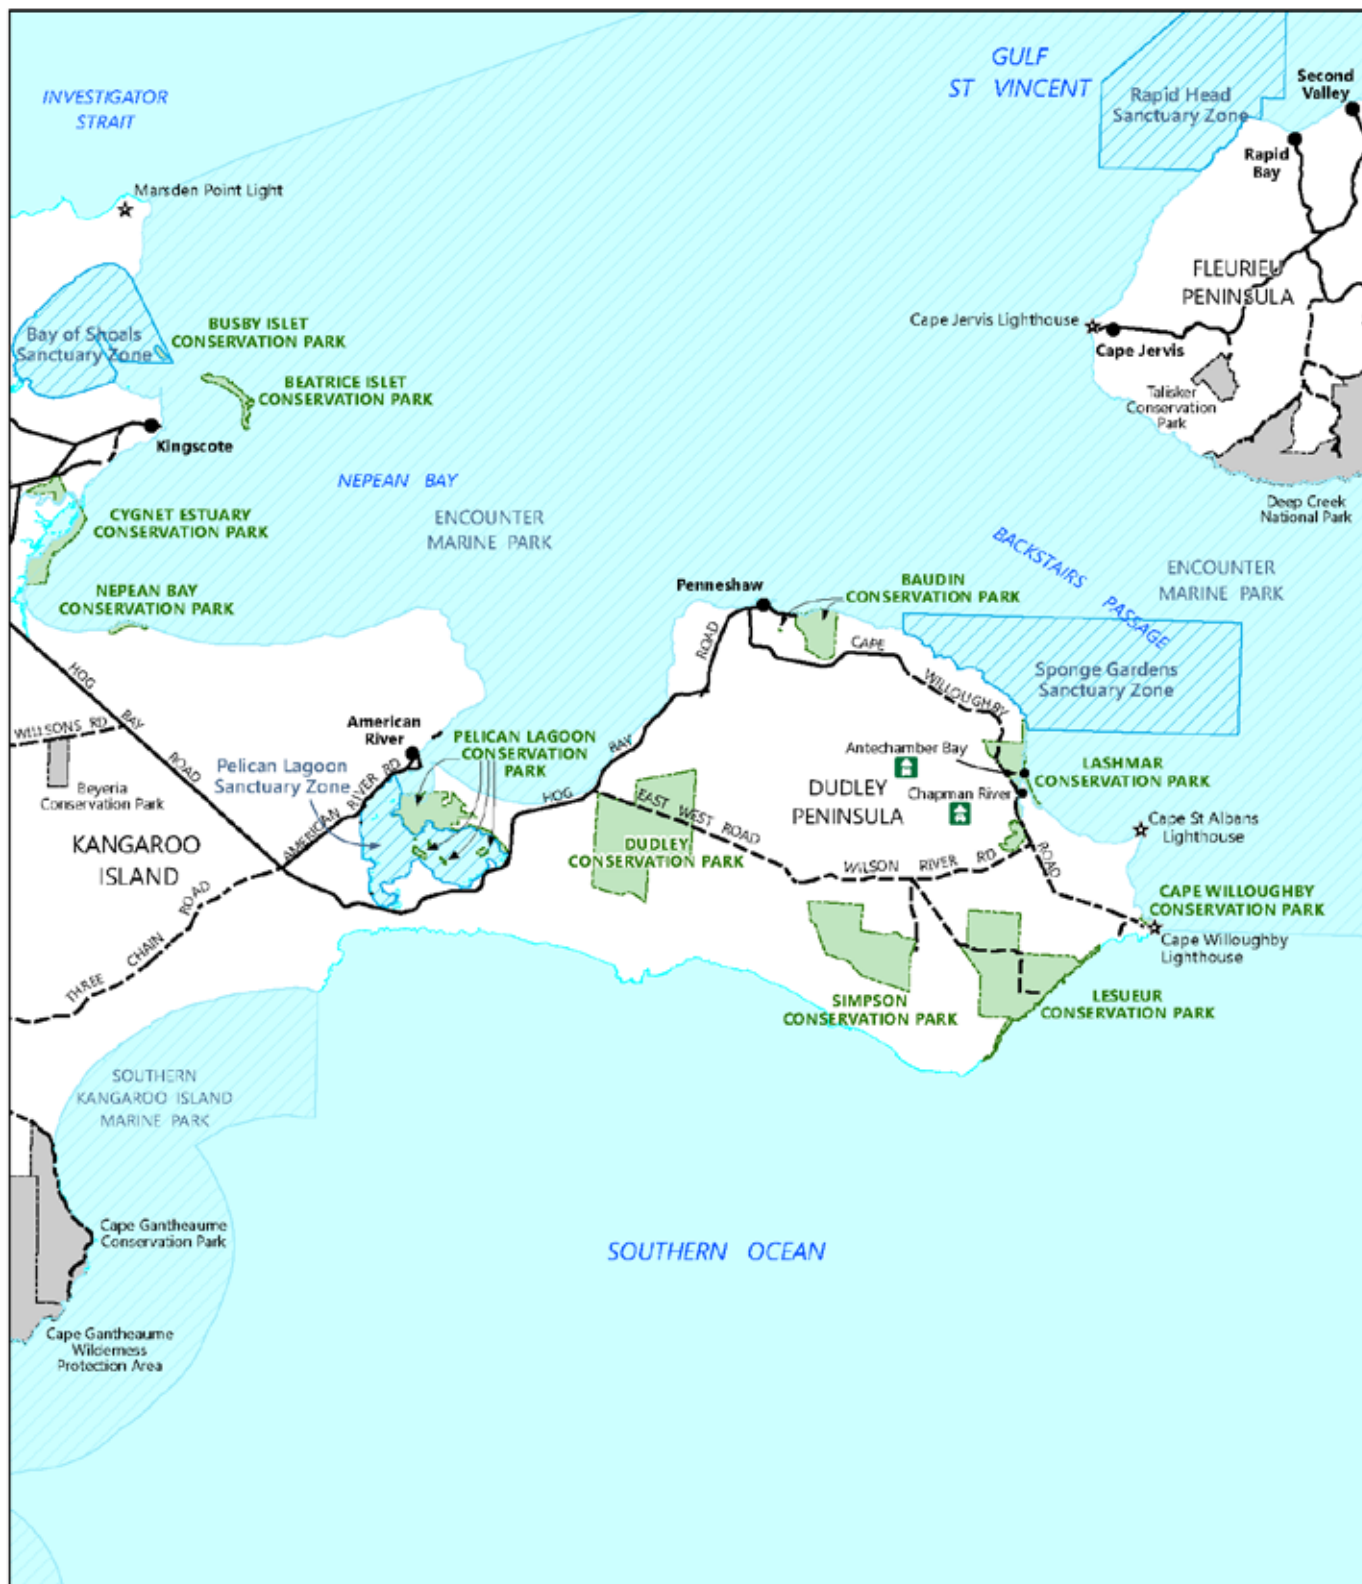 INVESTIGATOR
STRAIT
GULF
ST VINCENT
Rapid Head
Sanctuary Zone
Second
Valley
Rapid
Bay
Marsden Point Light
FLEURIEU
PENINSULA
Bay of Shoals
Sanctuary Zone
BUSBY ISLET
CONSERVATION PARK
BEATRICE ISLET
CONSERVATION PARK
Cape Jervis Lighthouse
Cape Jervis
Talisker
Conservation
Park
Kingscote
NEPEAN BAY
Deep Creek
National Park
CYGNET ESTUARY
CONSERVATION PARK
ENCOUNTER
MARINE PARK
BACKSTAIRS PASSAGE
ENCOUNTER
MARINE PARK
NEPEAN BAY
CONSERVATION PARK
Penneshaw
BAUDIN
CONSERVATION PARK
Sponge Gardens
Sanctuary Zone
HOG BAY ROAD
WILLSONS RD
Beyeria
Conservation Park
American
River
Pelican Lagoon
Sanctuary Zone
AMERICAN RIVER RD
PELICAN LAGOON
CONSERVATION
PARK
HOG BAY ROAD
CAPE WILLOUGHBY ROAD
Antechamber Bay
LASHMAR
CONSERVATION PARK
Chapman River
DUDLEY
PENINSULA
Cape St Albans
Lighthouse
KANGAROO
ISLAND
EAST WEST ROAD
DUDLEY
CONSERVATION PARK
WILSON RIVER RD
THREE CHAIN ROAD
CAPE WILLOUGHBY
CONSERVATION PARK
Cape Willoughby
Lighthouse
SIMPSON
CONSERVATION PARK
LESUEUR
CONSERVATION PARK
SOUTHERN
KANGAROO ISLAND
MARINE PARK
Cape Gantheaume
Conservation Park
SOUTHERN OCEAN
Cape Gantheaume
Wilderness
Protection Area